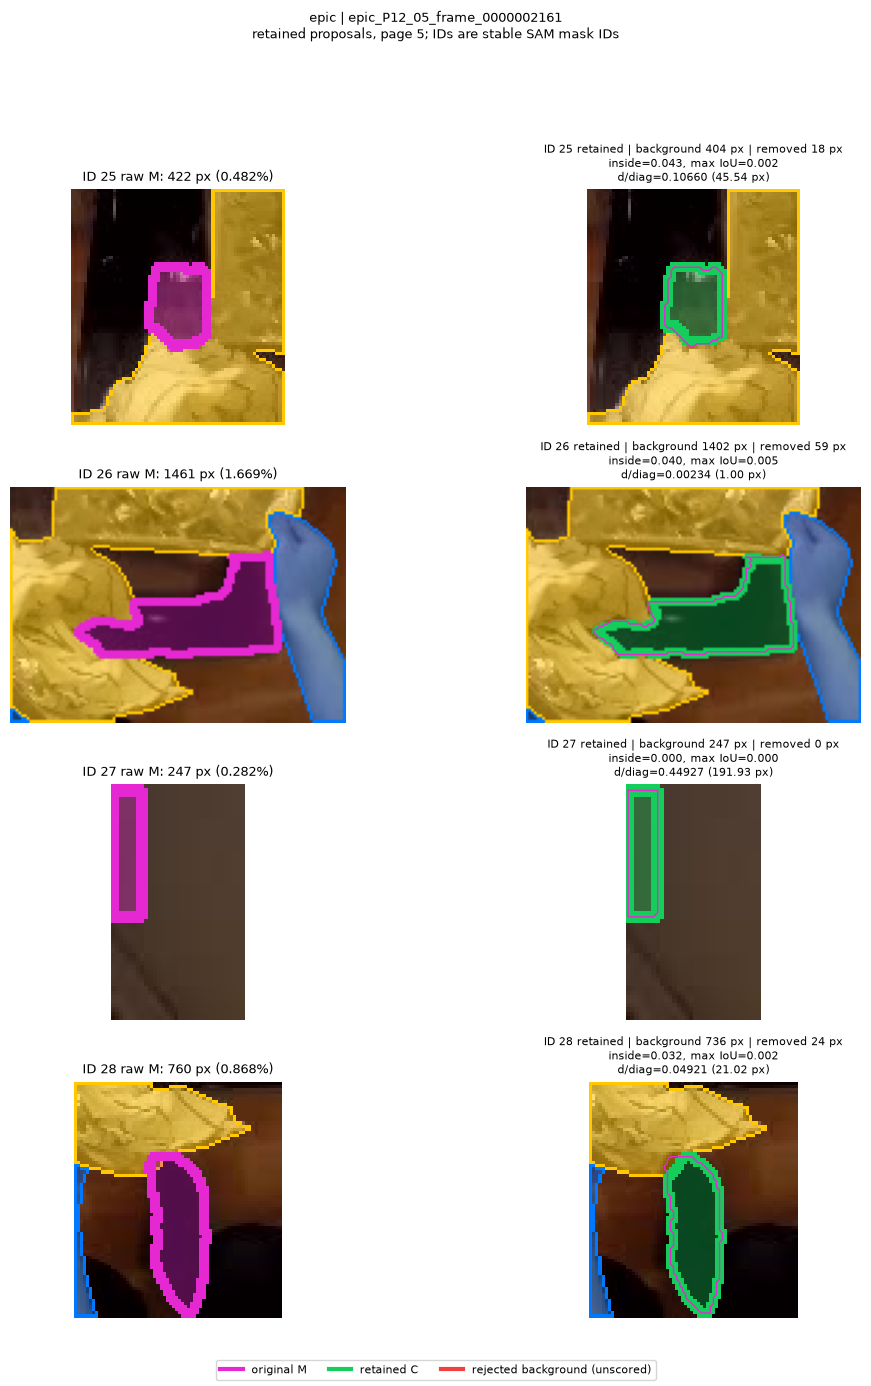 epic | epic_P12_05_frame_0000002161
retained proposals, page 5; IDs are stable SAM mask IDs
ID 25 raw M: 422 px (0.482%)
ID 25 retained | background 404 px | removed 18 px
inside=0.043, max IoU=0.002
d/diag=0.10660 (45.54 px)
ID 26 raw M: 1461 px (1.669%)
ID 26 retained | background 1402 px | removed 59 px
inside=0.040, max IoU=0.005
d/diag=0.00234 (1.00 px)
ID 27 raw M: 247 px (0.282%)
ID 27 retained | background 247 px | removed 0 px
inside=0.000, max IoU=0.000
d/diag=0.44927 (191.93 px)
ID 28 raw M: 760 px (0.868%)
ID 28 retained | background 736 px | removed 24 px
inside=0.032, max IoU=0.002
d/diag=0.04921 (21.02 px)
original M
retained C
rejected background (unscored)